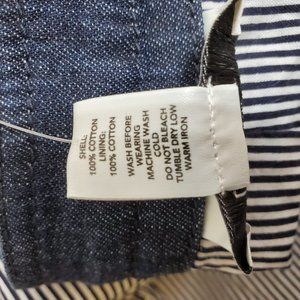 SHELL:
100% COTTON
LINING:
100% COTTON
WASH BEFORE
WEARING
MACHINE WASH
COLD
DO NOT BLEACH
TUMBLE DRY LOW
WARM IRON